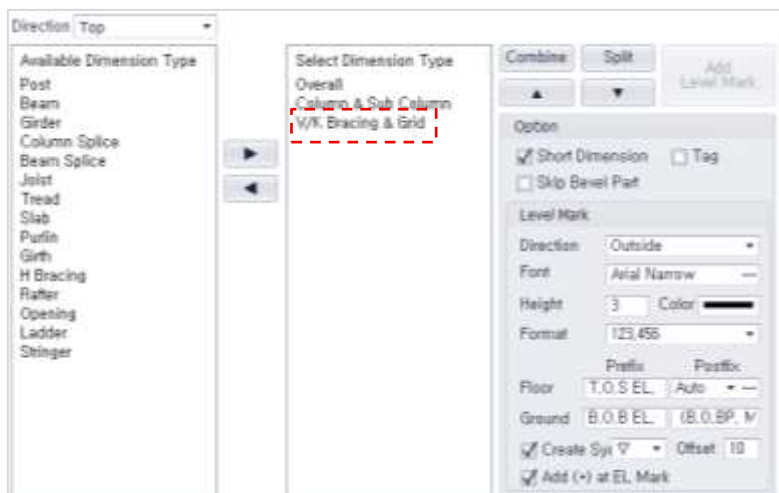 Direction Top
Available Dimension Type
Post
Beam
Girder
Column Splice
Beam Splice
Joist
Tread
Slab
Purlin
Girth
H Bracing
Rafter
Opening
Ladder
Stringer
Select Dimension Type
Overall
Column & Sub Column
V/K Bracing & Grid
Combine Split Add Level Mark
Option
Short Dimension Tag
Skip Bevel Part
Level Mark
Direction Outside
Font Arial Narrow
Height 3 Color
Format 123,456
Prefix Postfix
Floor T.O.S EL, Auto
Ground B.O.B EL, (B.O.BP, M
Create Syı ▽ Offset 10
Add (+) at EL Mark